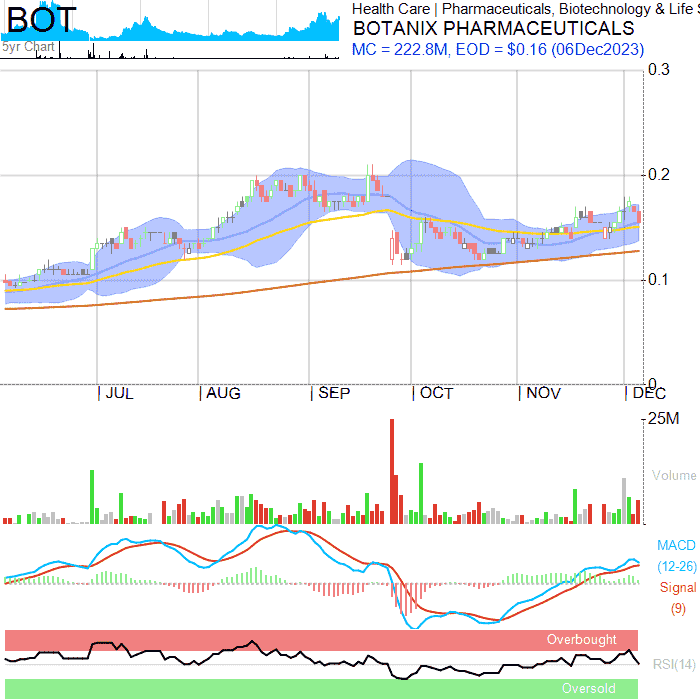 BOT
5yr Chart
Health Care | Pharmaceuticals, Biotechnology & Life S
BOTANIX PHARMACEUTICALS
MC = 222.8M, EOD = $0.16 (06Dec2023)
0.3
0.2
0.1
0
| JUL | AUG | SEP | OCT | NOV | DEC
25M
Volume
MACD
(12-26)
Signal
(9)
Overbought
RSI(14)
Oversold